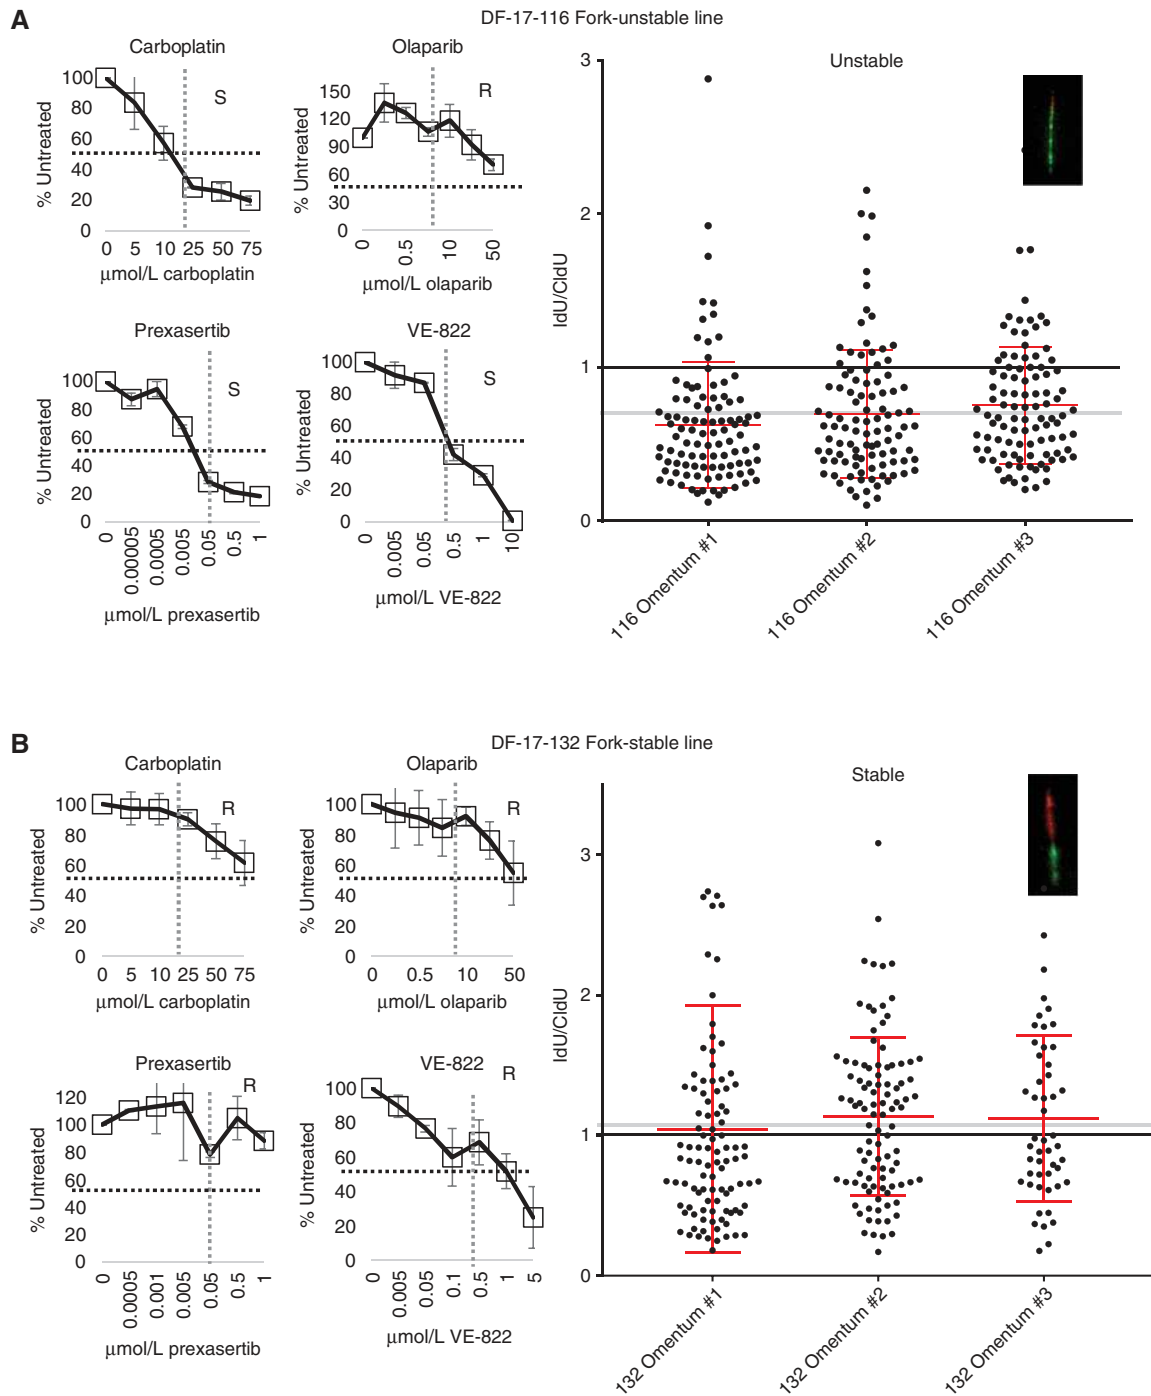 A
DF-17-116 Fork-unstable line
Carboplatin
% Untreated
100
80
60
40
20
0
S
0 5 10 25 50 75
μmol/L carboplatin
Olaparib
% Untreated
150
120
90
60
30
0
R
0 0.5 10 50
μmol/L olaparib
Prexasertib
% Untreated
100
80
60
40
20
0
S
0 0.00005 0.0005 0.005 0.05 0.5 1
μmol/L prexasertib
VE-822
% Untreated
100
80
60
40
20
0
S
0 0.005 0.05 0.5 1 10
μmol/L VE-822
Unstable
IdU/CldU
3
2
1
0
116 Omentum #1
116 Omentum #2
116 Omentum #3
B
DF-17-132 Fork-stable line
Carboplatin
% Untreated
100
80
60
40
20
0
R
0 5 10 25 50 75
μmol/L carboplatin
Olaparib
% Untreated
100
80
60
40
20
0
R
0 0.5 10 50
μmol/L olaparib
Prexasertib
% Untreated
120
100
80
60
40
20
0
R
0 0.0005 0.001 0.005 0.05 0.5 1
μmol/L prexasertib
VE-822
% Untreated
100
80
60
40
20
0
R
0 0.005 0.05 0.1 0.5 1 5
μmol/L VE-822
Stable
IdU/CldU
3
2
1
0
132 Omentum #1
132 Omentum #2
132 Omentum #3